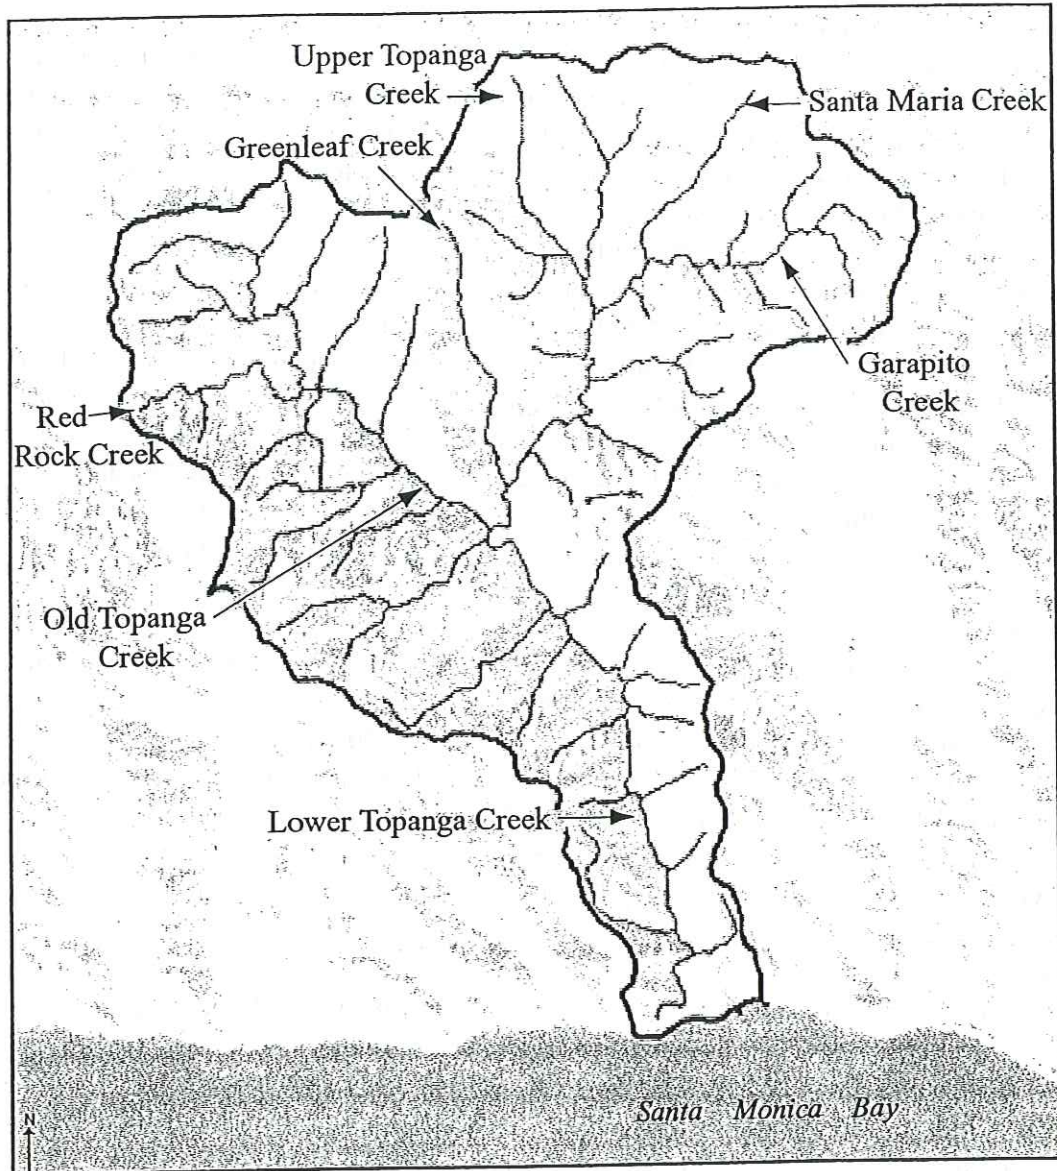 Upper Topanga
Creek
Santa Maria Creek
Greenleaf Creek
Garapito
Creek
Red
Rock Creek
Old Topanga
Creek
Lower Topanga Creek
Santa Monica Bay
N